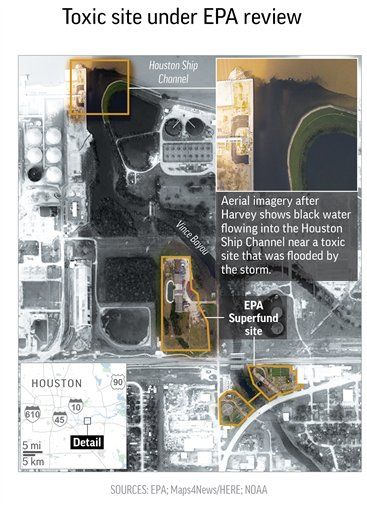 Toxic site under EPA review
Houston Ship
Channel
Aerial imagery after
Harvey shows black water
flowing into the Houston
Ship Channel near a toxic
site that was flooded by
the storm.
Vince Bayou
EPA
Superfund
site
HOUSTON
90
10
610
45
Detail
5 mi
5 km
SOURCES: EPA; Maps4News/HERE; NOAA